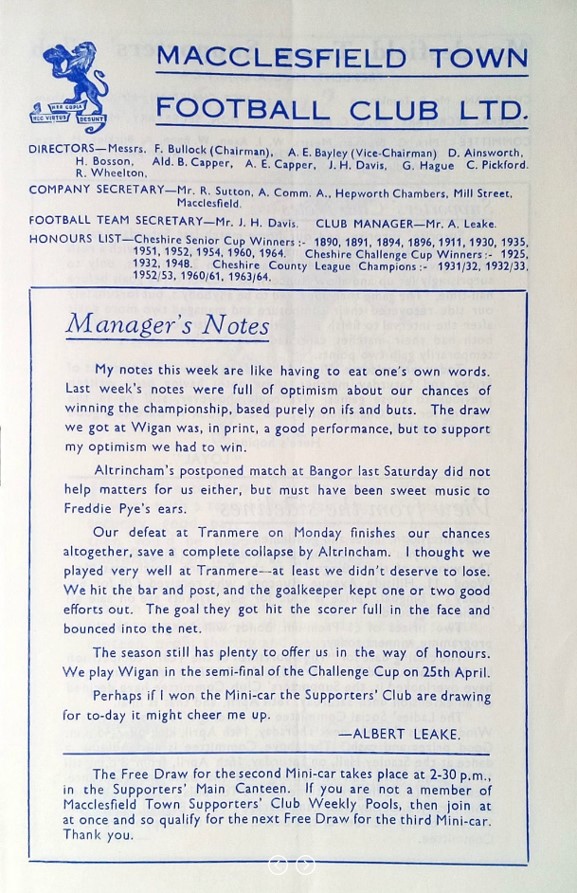 MACCLESFIELD TOWN
FOOTBALL CLUB LTD.
REX COPIA
NEC VIRTUS DESUNT
DIRECTORS—Messrs. F. Bullock (Chairman), A. E. Bayley (Vice-Chairman) D. Ainsworth,
H. Bosson, Ald. B. Capper, A. E. Capper, J. H. Davis, G. Hague C. Pickford.
R. Wheelton,
COMPANY SECRETARY—Mr. R. Sutton, A. Comm. A., Hepworth Chambers, Mill Street,
Macclesfield.
FOOTBALL TEAM SECRETARY—Mr. J. H. Davis. CLUB MANAGER—Mr. A. Leake.
HONOURS LIST—Cheshire Senior Cup Winners :- 1890, 1891, 1894, 1896, 1911, 1930, 1935,
1951, 1952, 1954, 1960, 1964. Cheshire Challenge Cup Winners :- 1925,
1932, 1948. Cheshire County League Champions :- 1931/32, 1932/33,
1952/53, 1960/61, 1963/64.
Manager's Notes
My notes this week are like having to eat one's own words.
Last week's notes were full of optimism about our chances of
winning the championship, based purely on ifs and buts. The draw
we got at Wigan was, in print, a good performance, but to support
my optimism we had to win.
Altrincham's postponed match at Bangor last Saturday did not
help matters for us either, but must have been sweet music to
Freddie Pye's ears.
Our defeat at Tranmere on Monday finishes our chances
altogether, save a complete collapse by Altrincham. I thought we
played very well at Tranmere—at least we didn't deserve to lose.
We hit the bar and post, and the goalkeeper kept one or two good
efforts out. The goal they got hit the scorer full in the face and
bounced into the net.
The season still has plenty to offer us in the way of honours.
We play Wigan in the semi-final of the Challenge Cup on 25th April.
Perhaps if I won the Mini-car the Supporters' Club are drawing
for to-day it might cheer me up.
—ALBERT LEAKE.
The Free Draw for the second Mini-car takes place at 2-30 p.m.,
in the Supporters' Main Canteen. If you are not a member of
Macclesfield Town Supporters' Club Weekly Pools, then join at
at once and so qualify for the next Free Draw for the third Mini-car.
Thank you.